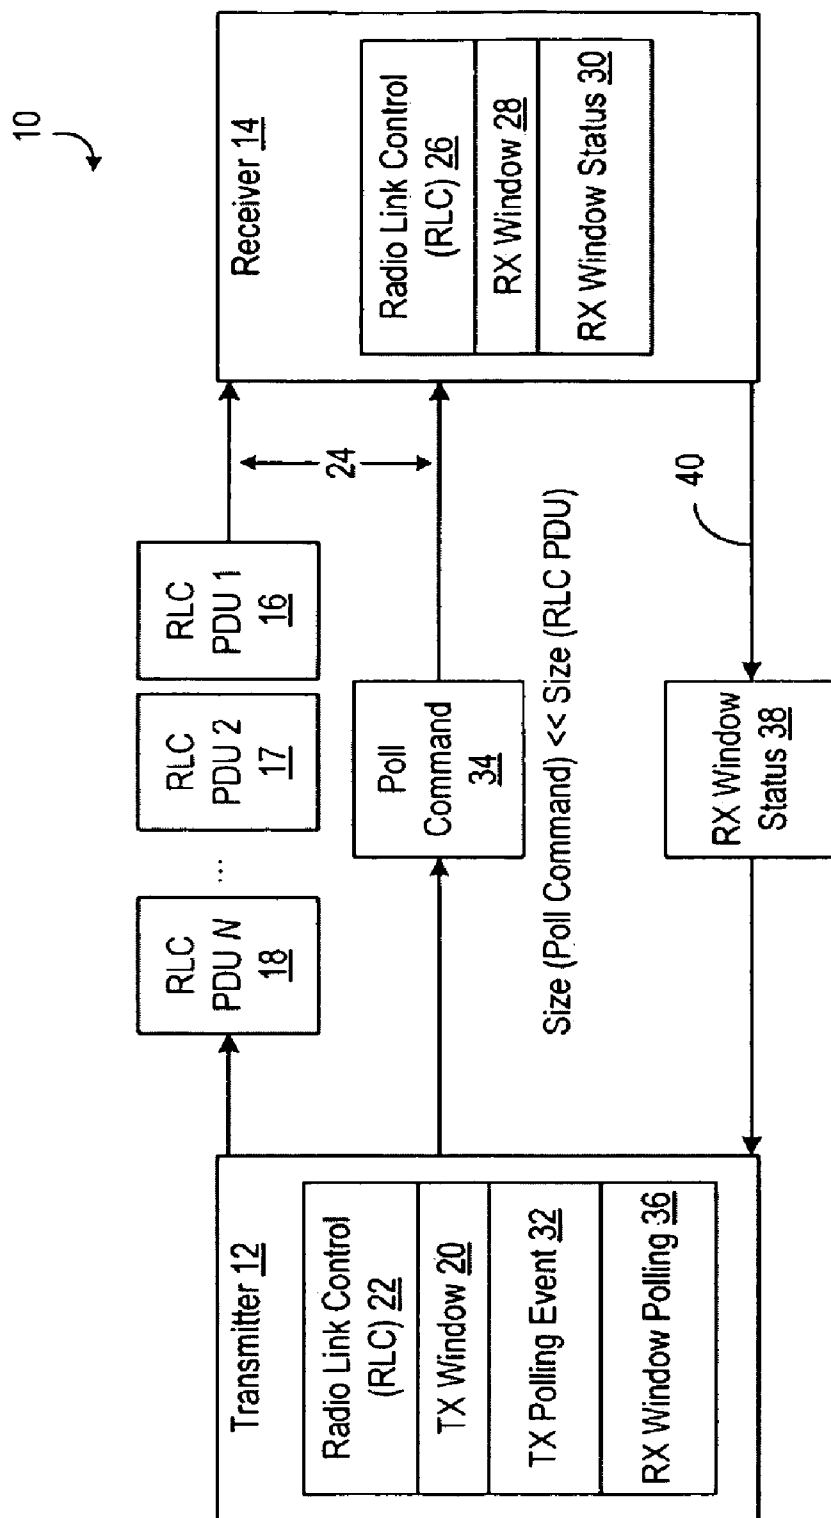 10
Transmitter 12
Radio Link Control
(RLC) 22
TX Window 20
TX Polling Event 32
RX Window Polling 36
RLC
PDU N
18
...
RLC
PDU 2
17
RLC
PDU 1
16
24
Poll
Command
34
Size (Poll Command) << Size (RLC PDU)
40
RX Window
Status 38
Receiver 14
Radio Link Control
(RLC) 26
RX Window 28
RX Window Status 30